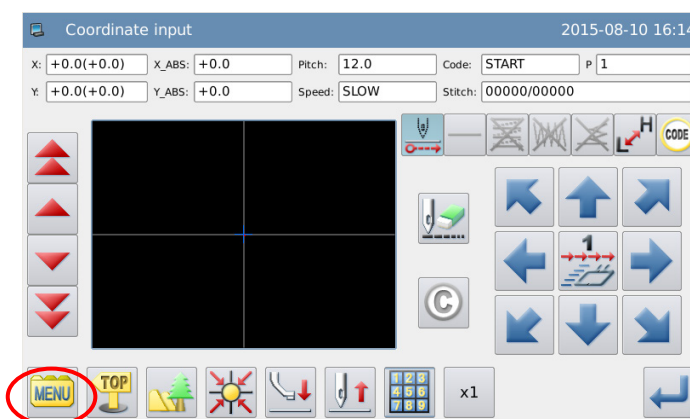 Coordinate input 2015-08-10 16:14
X: +0.0(+0.0) X_ABS: +0.0 Pitch: 12.0 Code: START P 1
Y: +0.0(+0.0) Y_ABS: +0.0 Speed: SLOW Stitch: 00000/00000
H
L
CODE
1
C
MENU
TOP
1 2 3
4 5 6
7 8 9
x1